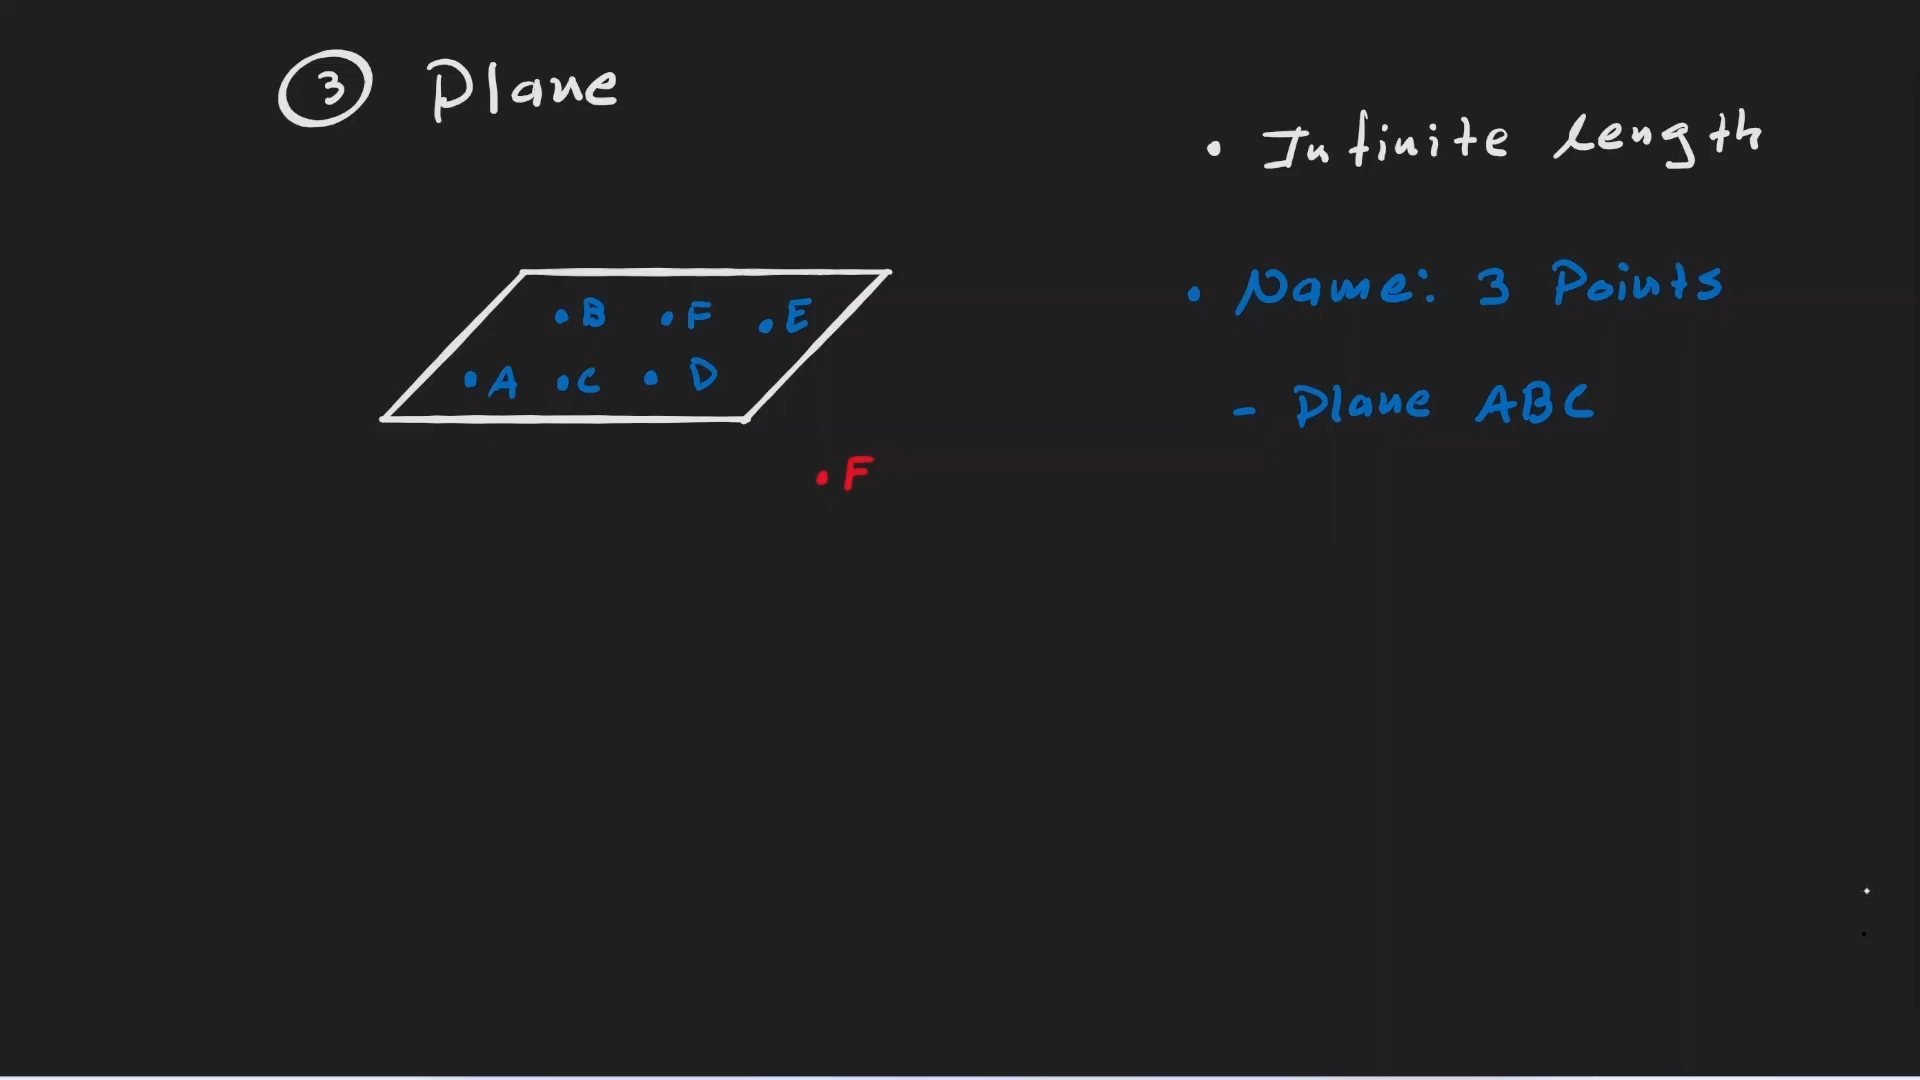 ③ Plane
• Infinite length
• B • F • E
• A • C • D
• F
• Name: 3 Points
- Plane ABC